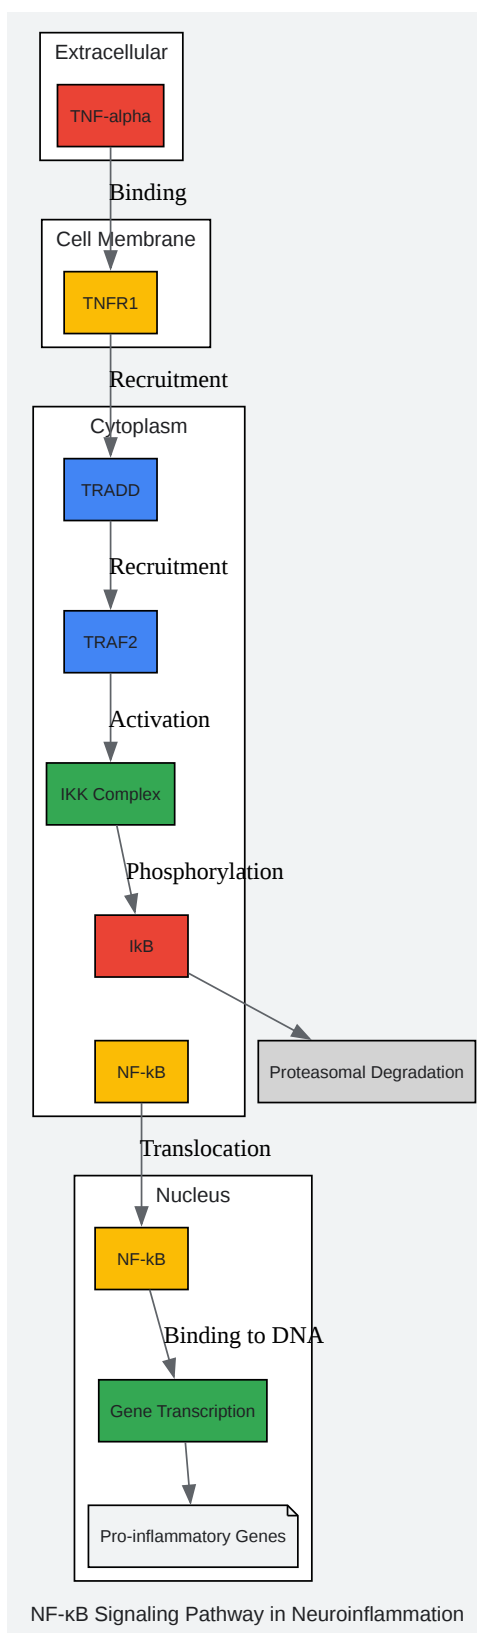 Extracellular
TNF-alpha
Binding
Cell Membrane
TNFR1
Recruitment
Cytoplasm
TRADD
Recruitment
TRAF2
Activation
IKK Complex
Phosphorylation
IkB
NF-kB
Proteasomal Degradation
Translocation
Nucleus
NF-kB
Binding to DNA
Gene Transcription
Pro-inflammatory Genes
NF-κB Signaling Pathway in Neuroinflammation